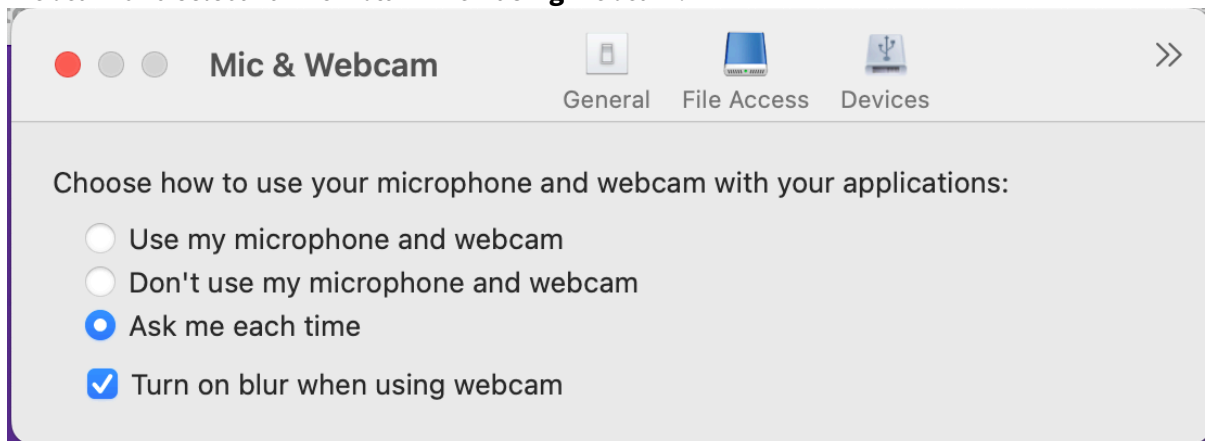 Mic & Webcam
General
File Access
Devices
Choose how to use your microphone and webcam with your applications:
Use my microphone and webcam
Don't use my microphone and webcam
Ask me each time
Turn on blur when using webcam